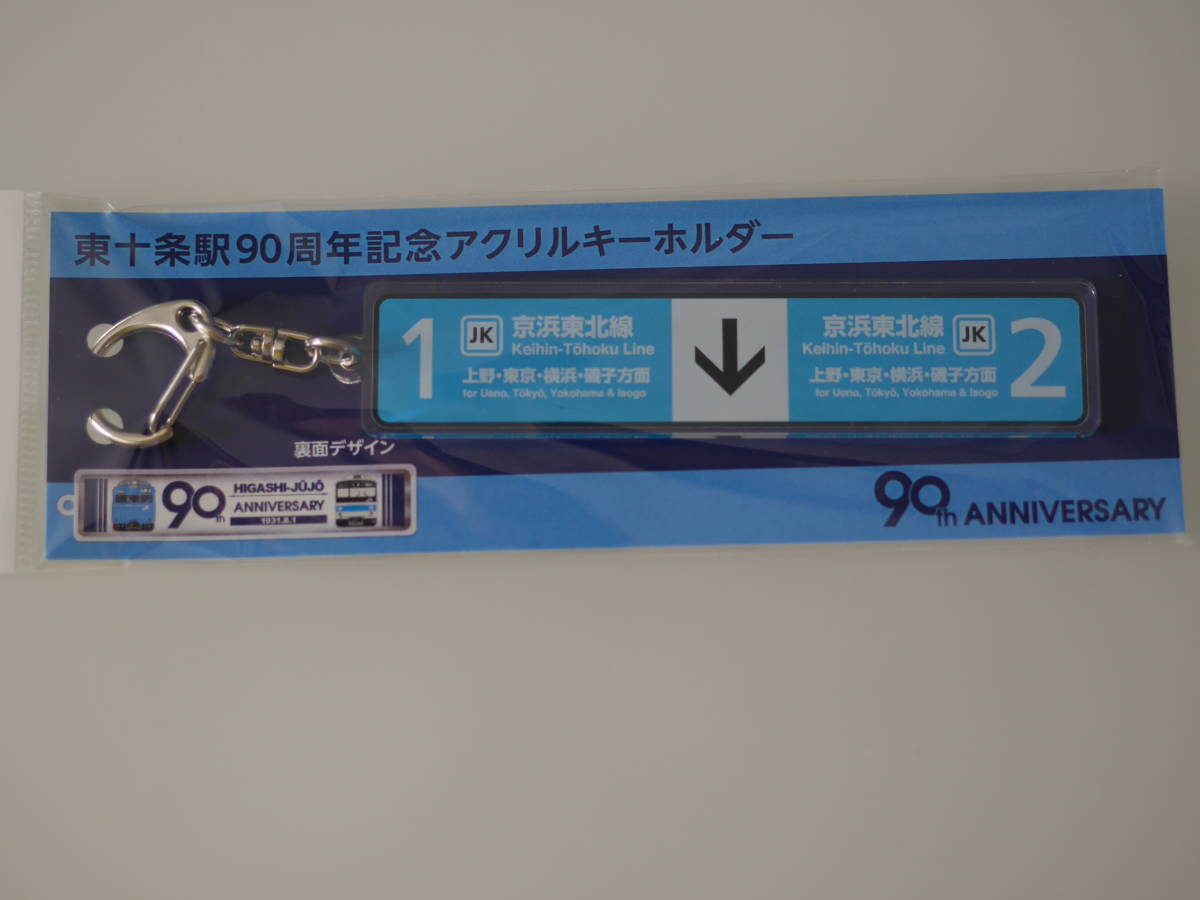 東十条駅90周年記念アクリルキーホルダー
1
JK
京浜東北線
Keihin-Tōhoku Line
上野・東京・横浜・磯子方面
for Ueno, Tōkyō, Yokohama & Isogo
京浜東北線
Keihin-Tōhoku Line
JK
上野・東京・横浜・磯子方面
for Ueno, Tōkyō, Yokohama & Isogo
2
裏面デザイン
90th
HIGASHI-JŪJŌ
ANNIVERSARY
1931.8.1
90th ANNIVERSARY